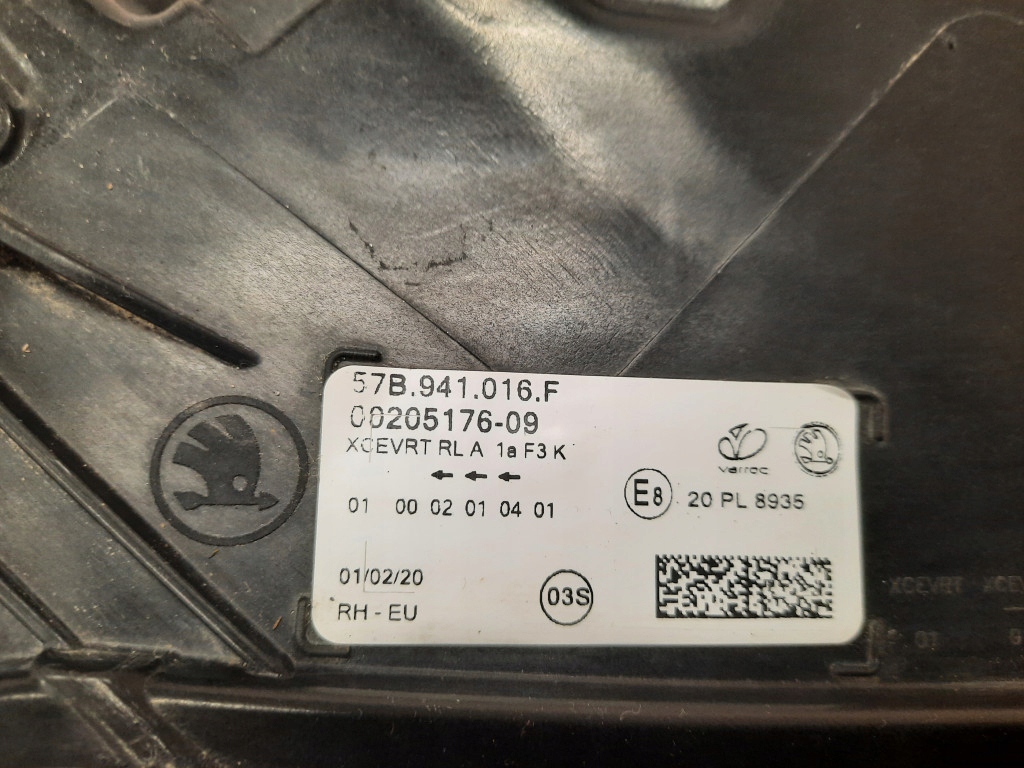 57B.941.016.F
00205176-09
XCEVRT RL A 1a F3 K
varroc
01 00 02 01 04 01
E8 20 PL 8935
01/02/20
03S
RH - EU
XCEVRT